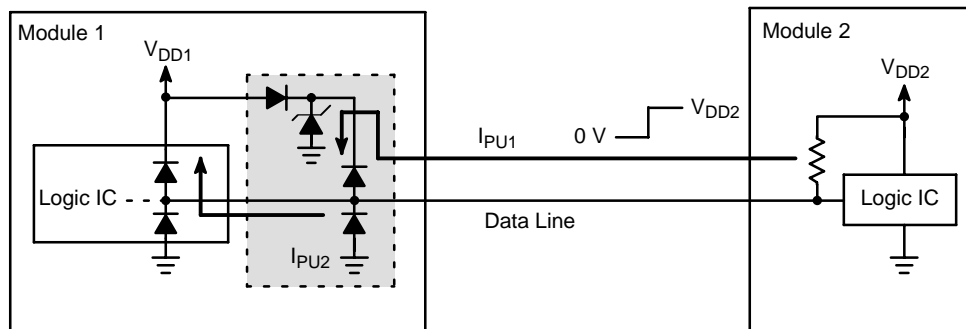 Module 1
Module 2
VDD1
VDD2
IPU1
0 V
VDD2
Logic IC
Logic IC
Data Line
IPU2